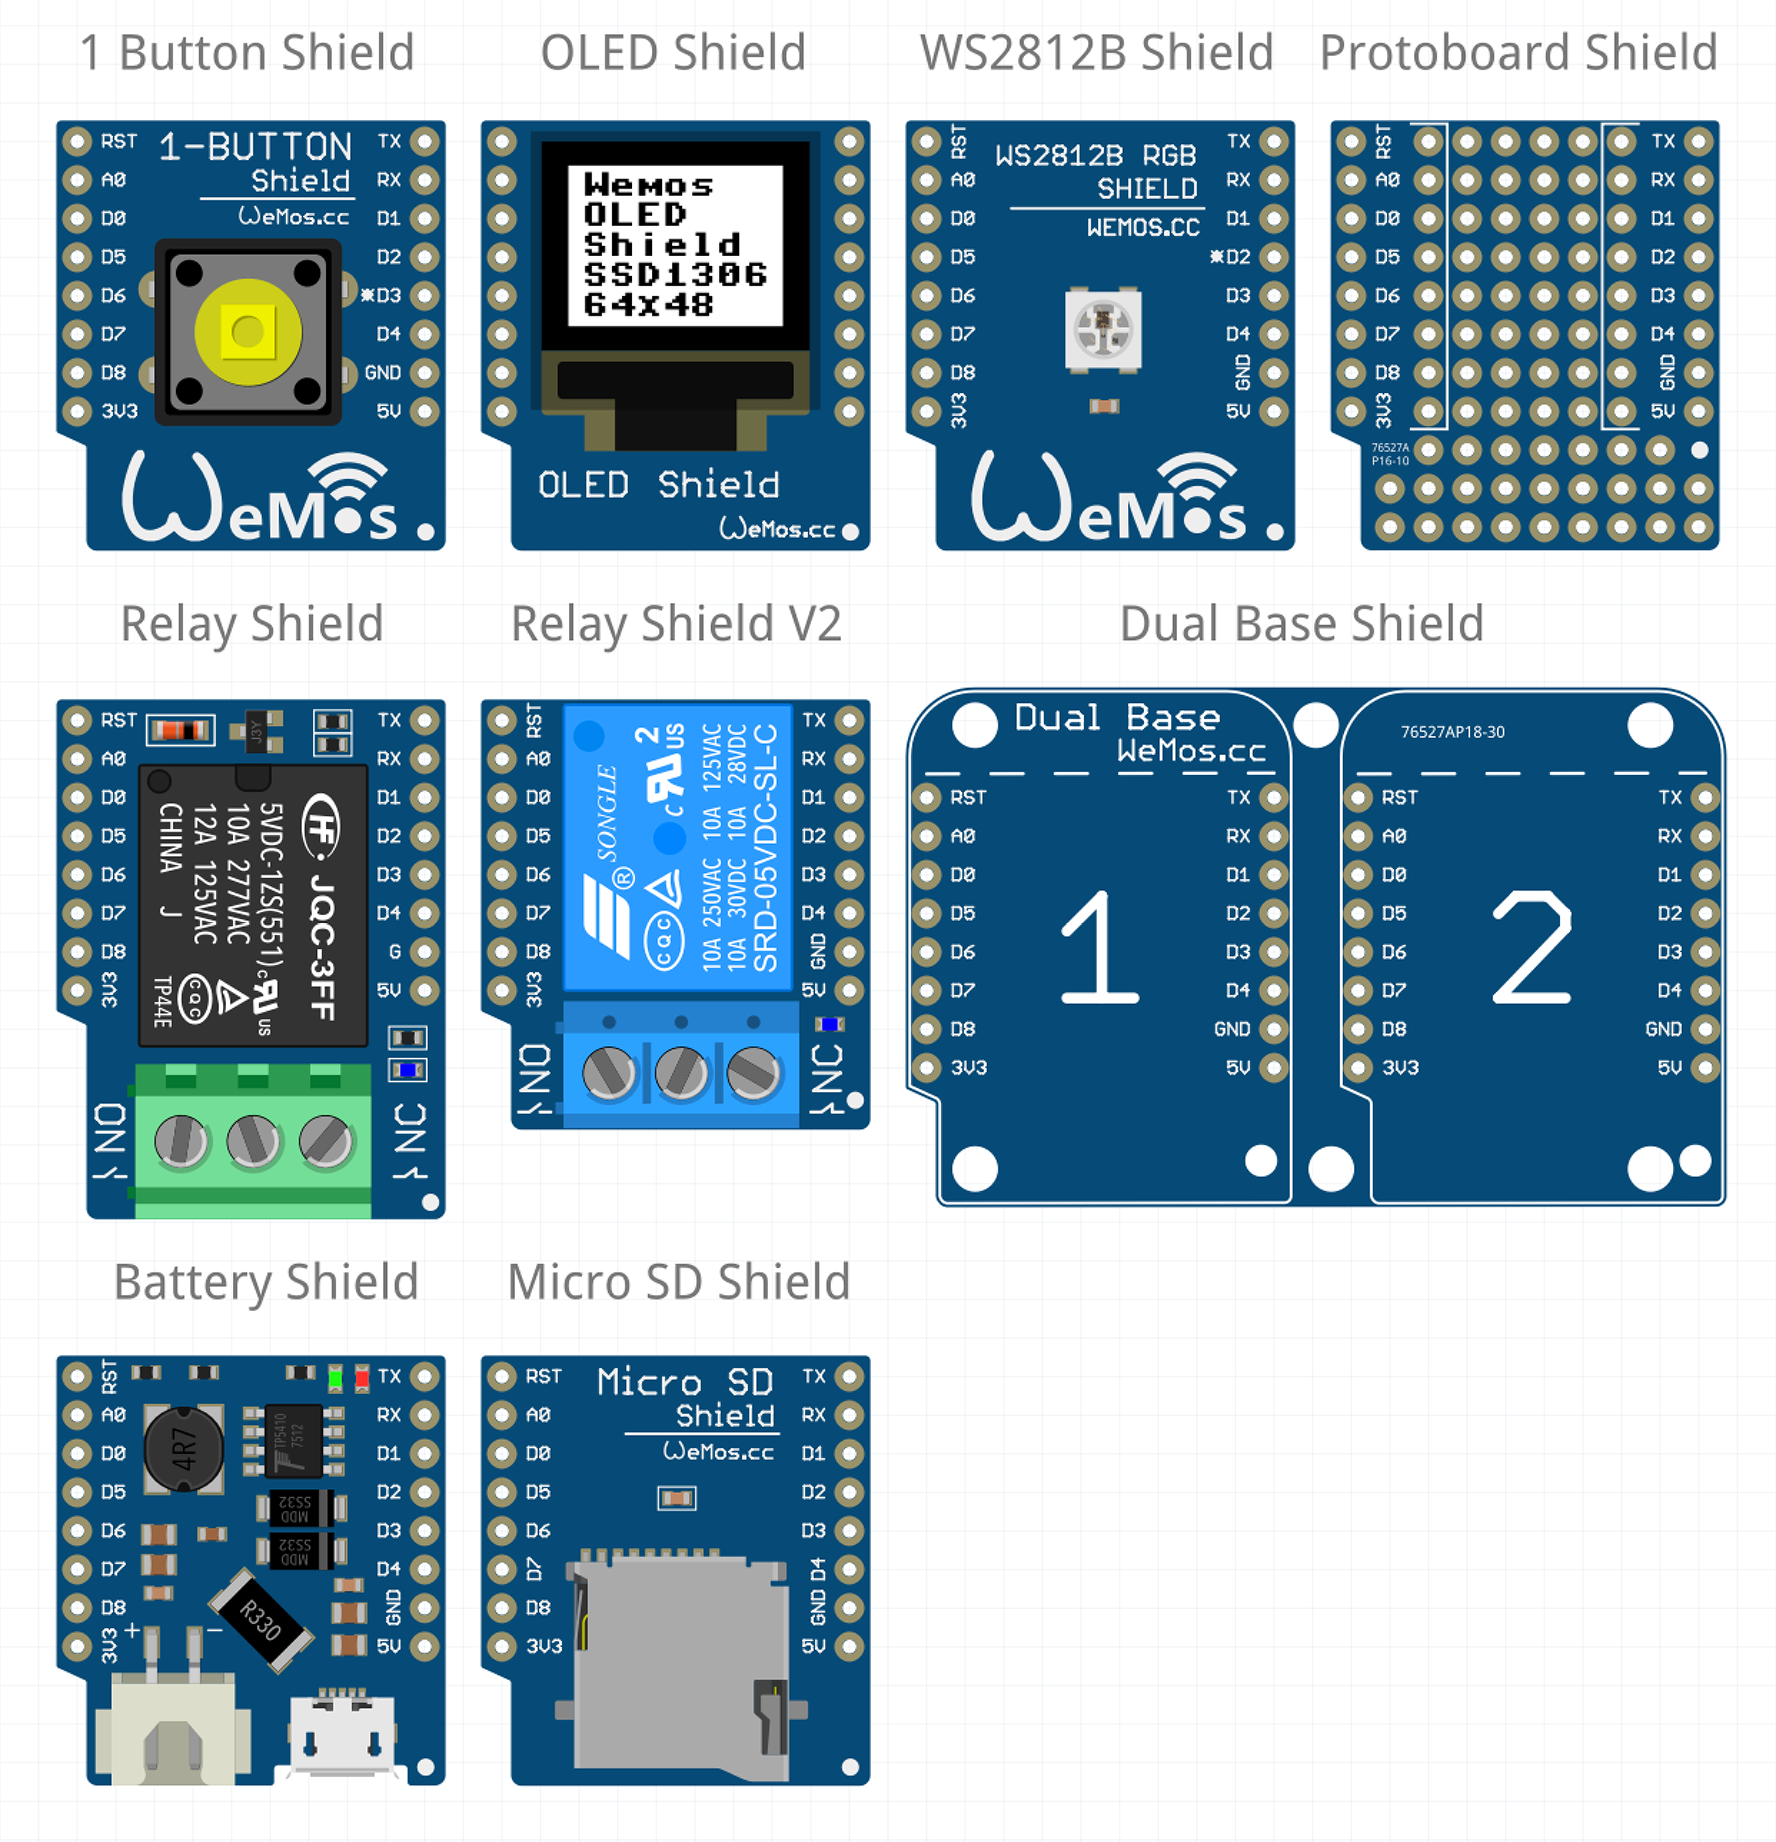 1 Button Shield
OLED Shield
WS2812B Shield
Protoboard Shield
RST 1-BUTTON TX
A0 Shield RX
D0 WeMos.cc D1
D5 D2
D6 *D3
D7 D4
D8 GND
3V3 5V
WeMos
Wemos
OLED
Shield
SSD1306
64x48
OLED Shield
WeMos.cc
RST WS2812B RGB TX
A0 SHIELD RX
D0 WEMOS.CC D1
D5 *D2
D6 D3
D7 D4
D8 GND
3V3 5V
WeMos
RST TX
A0 RX
D0 D1
D5 D2
D6 D3
D7 D4
D8 GND
3V3 5V
76527A
P16-10
Relay Shield
Relay Shield V2
Dual Base Shield
RST J3Y TX
A0 RX
D0 D1
D5 D2
D6 D3
D7 D4
D8 G
3V3 5V
HF. JQC-3FF
5VDC-1ZS(551) c RU US
10A 277VAC
12A 125VAC CQC
CHINA J TP44E
NO NC
RST TX
A0 RX
D0 D1
D5 D2
D6 D3
D7 D4
D8 GND
3V3 5V
® SONGLE
CQC c RU US 2
10A 250VAC 10A 125VAC
10A 30VDC 10A 28VDC
SRD-05VDC-SL-C
NO NC
Dual Base
WeMos.cc
RST TX
A0 RX
D0 D1
D5 D2
D6 D3
D7 D4
D8 GND
3V3 5V
1
76527AP18-30
RST TX
A0 RX
D0 D1
D5 D2
D6 D3
D7 D4
D8 GND
3V3 5V
2
Battery Shield
Micro SD Shield
RST TX
A0 RX
D0 D1
D5 D2
D6 D3
D7 D4
D8 GND
3V3 5V
4R7
TP5410
7512
SS32
MDD
SS32
MDD
R330
+ −
RST Micro SD TX
A0 Shield RX
D0 WeMos.cc D1
D5 D2
D6 D3
D7 D4
D8 GND
3V3 5V